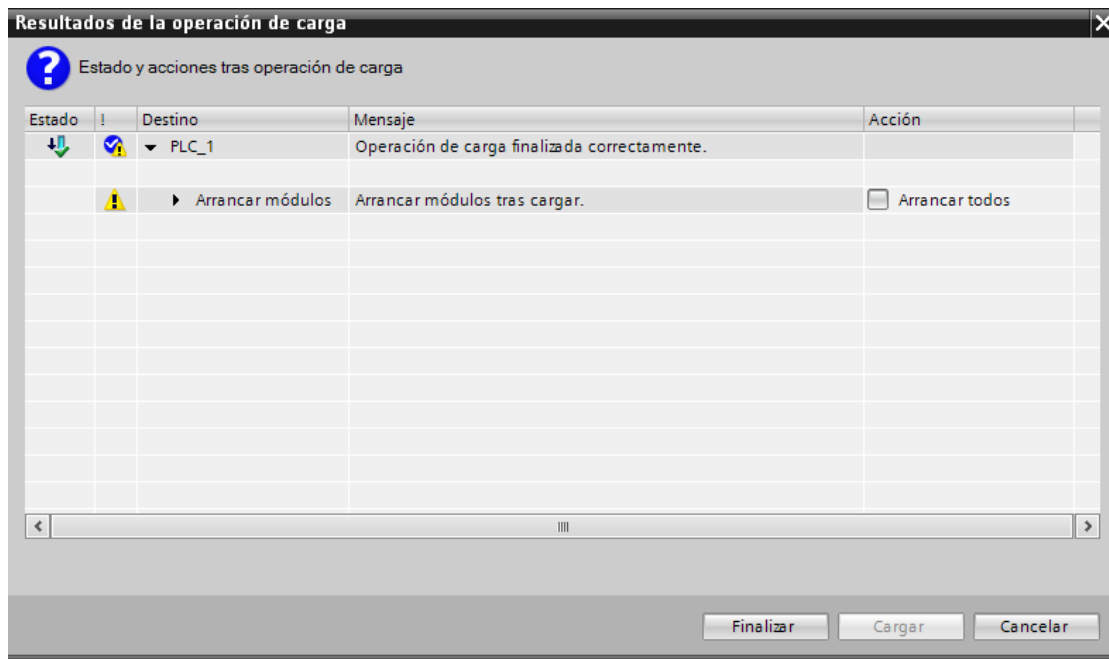 Resultados de la operación de carga
Estado y acciones tras operación de carga
Estado ! Destino Mensaje Acción
PLC_1 Operación de carga finalizada correctamente.
Arrancar módulos Arrancar módulos tras cargar. Arrancar todos
Finalizar Cargar Cancelar